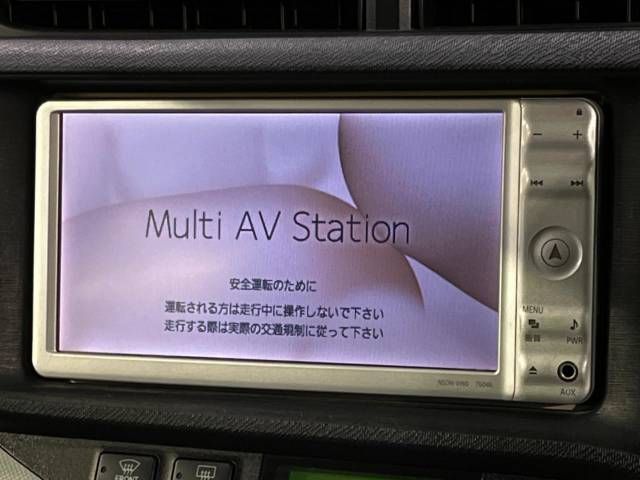 Multi AV Station
安全運転のために
運転される方は走行中に操作しないで下さい
走行する際は実際の交通規制に従って下さい
MENU
画質
PWR
AUX
FRONT